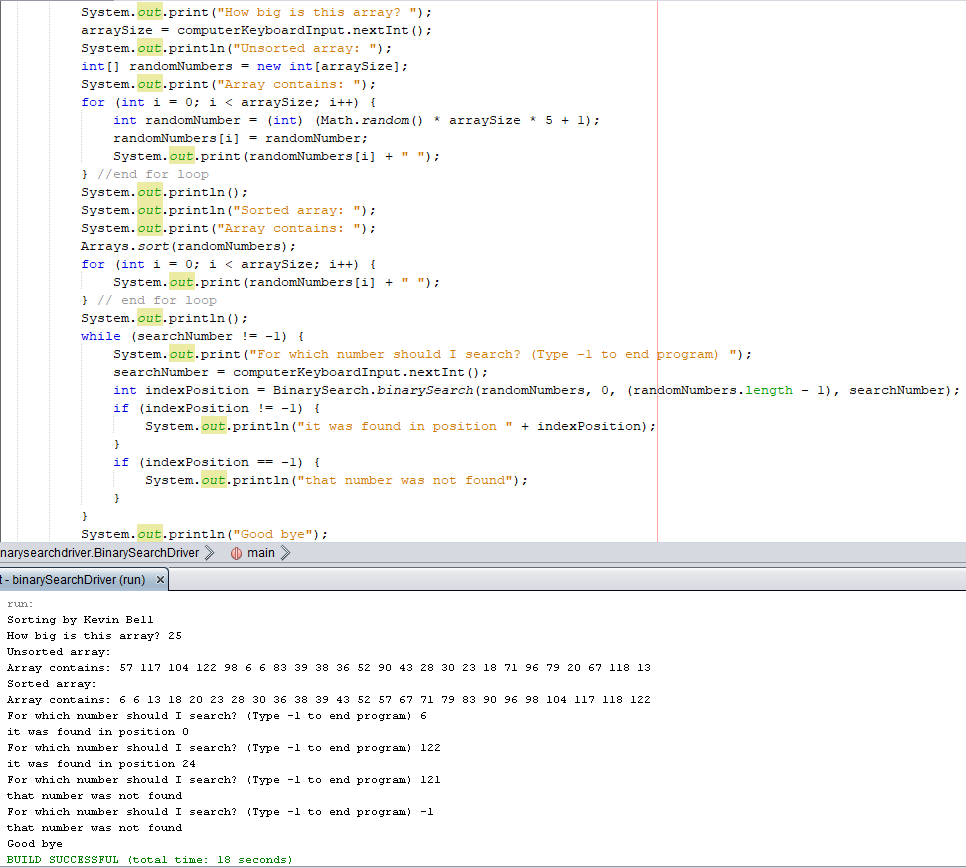 System.out.print("How big is this array? ");
arraySize = computerKeyboardInput.nextInt();
System.out.println("Unsorted array: ");
int[] randomNumbers = new int[arraySize];
System.out.print("Array contains: ");
for (int i = 0; i < arraySize; i++) {
int randomNumber = (int) (Math.random() * arraySize * 5 + 1);
randomNumbers[i] = randomNumber;
System.out.print(randomNumbers[i] + " ");
} //end for loop
System.out.println();
System.out.println("Sorted array: ");
System.out.print("Array contains: ");
Arrays.sort(randomNumbers);
for (int i = 0; i < arraySize; i++) {
System.out.print(randomNumbers[i] + " ");
} // end for loop
System.out.println();
while (searchNumber != -1) {
System.out.print("For which number should I search? (Type -1 to end program) ");
searchNumber = computerKeyboardInput.nextInt();
int indexPosition = BinarySearch.binarySearch(randomNumbers, 0, (randomNumbers.length - 1), searchNumber);
if (indexPosition != -1) {
System.out.println("it was found in position " + indexPosition);
}
if (indexPosition == -1) {
System.out.println("that number was not found");
}
}
System.out.println("Good bye");
narysearchdriver.BinarySearchDriver main
t - binarySearchDriver (run) ×
run:
Sorting by Kevin Bell
How big is this array? 25
Unsorted array:
Array contains: 57 117 104 122 98 6 6 83 39 38 36 52 90 43 28 30 23 18 71 96 79 20 67 118 13
Sorted array:
Array contains: 6 6 13 18 20 23 28 30 36 38 39 43 52 57 67 71 79 83 90 96 98 104 117 118 122
For which number should I search? (Type -1 to end program) 6
it was found in position 0
For which number should I search? (Type -1 to end program) 122
it was found in position 24
For which number should I search? (Type -1 to end program) 121
that number was not found
For which number should I search? (Type -1 to end program) -1
that number was not found
Good bye
BUILD SUCCESSFUL (total time: 18 seconds)